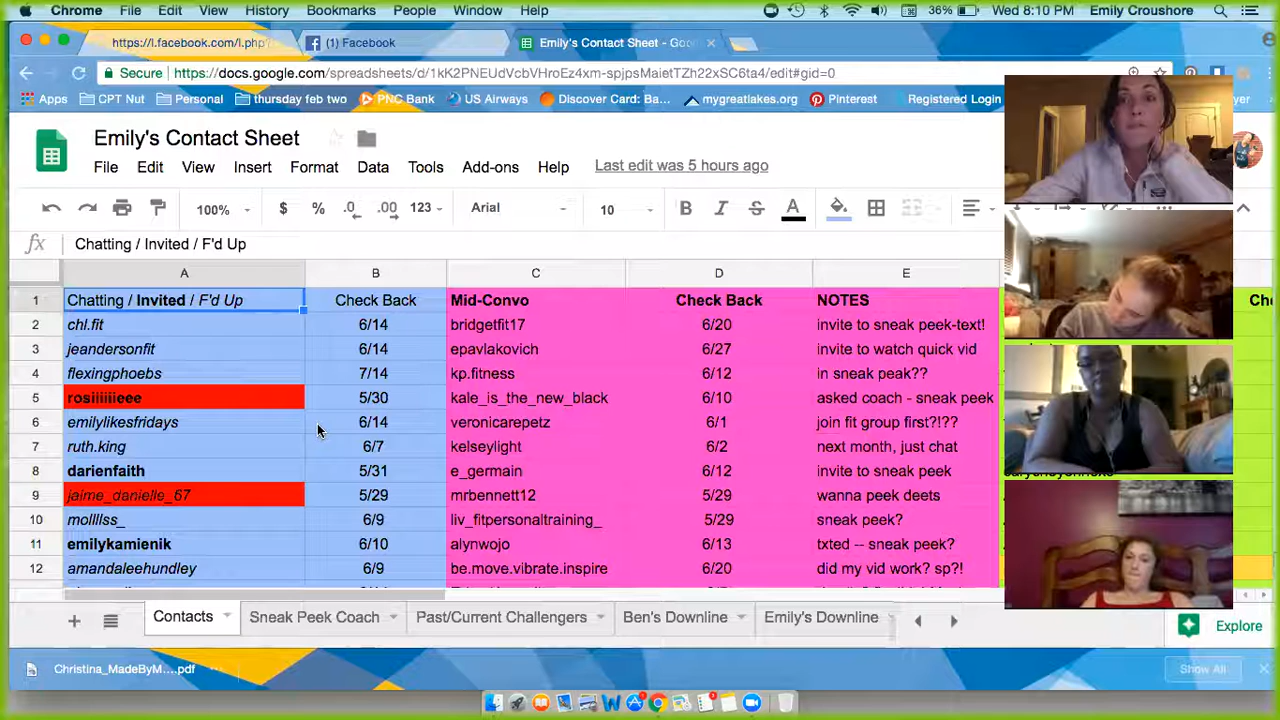 Chrome File Edit View History Bookmarks People Window Help 36% Wed 8:10 PM Emily Croushore
https://l.facebook.com/l.php/ (1) Facebook Emily's Contact Sheet - Goo
Secure https://docs.google.com/spreadsheets/d/1kK2PNEUdVcbVHroEz4xm-spjpsMaietTZh22xSC6ta4/edit#gid=0
Apps CPT Nut Personal thursday feb two PNC Bank US Airways Discover Card: Ba... mygreatlakes.org Pinterest Registered Login
Emily's Contact Sheet
File Edit View Insert Format Data Tools Add-ons Help Last edit was 5 hours ago
100% $ % .0 .00 123 Arial 10 B I S A
fx Chatting / Invited / F'd Up
A B C D E
1 Chatting / Invited / F'd Up Check Back Mid-Convo Check Back NOTES
2 chl.fit 6/14 bridgefit17 6/20 invite to sneak peek-text!
3 jeandersonfit 6/14 epavlakovich 6/27 invite to watch quick vid
4 flexingphoebs 7/14 kp.fitness 6/12 in sneak peak??
5 rosiiiiiieee 5/30 kale_is_the_new_black 6/10 asked coach - sneak peek
6 emilylikesfridays 6/14 veronicarepetz 6/1 join fit group first?!??
7 ruth.king 6/7 kelseylight 6/2 next month, just chat
8 darienfaith 5/31 e_germain 6/12 invite to sneak peek
9 jaime_danielle_67 5/29 mrbennett12 5/29 wanna peek deets
10 mollllss_ 6/9 liv_fitpersonaltraining_ 5/29 sneak peek?
11 emilykamienik 6/10 alynwojo 6/13 txted -- sneak peek?
12 amandaleehundley 6/9 be.move.vibrate.inspire 6/20 did my vid work? sp?!
Contacts Sneak Peek Coach Past/Current Challengers Ben's Downline Emily's Downline Explore
Christina_MadeByM....pdf Show All